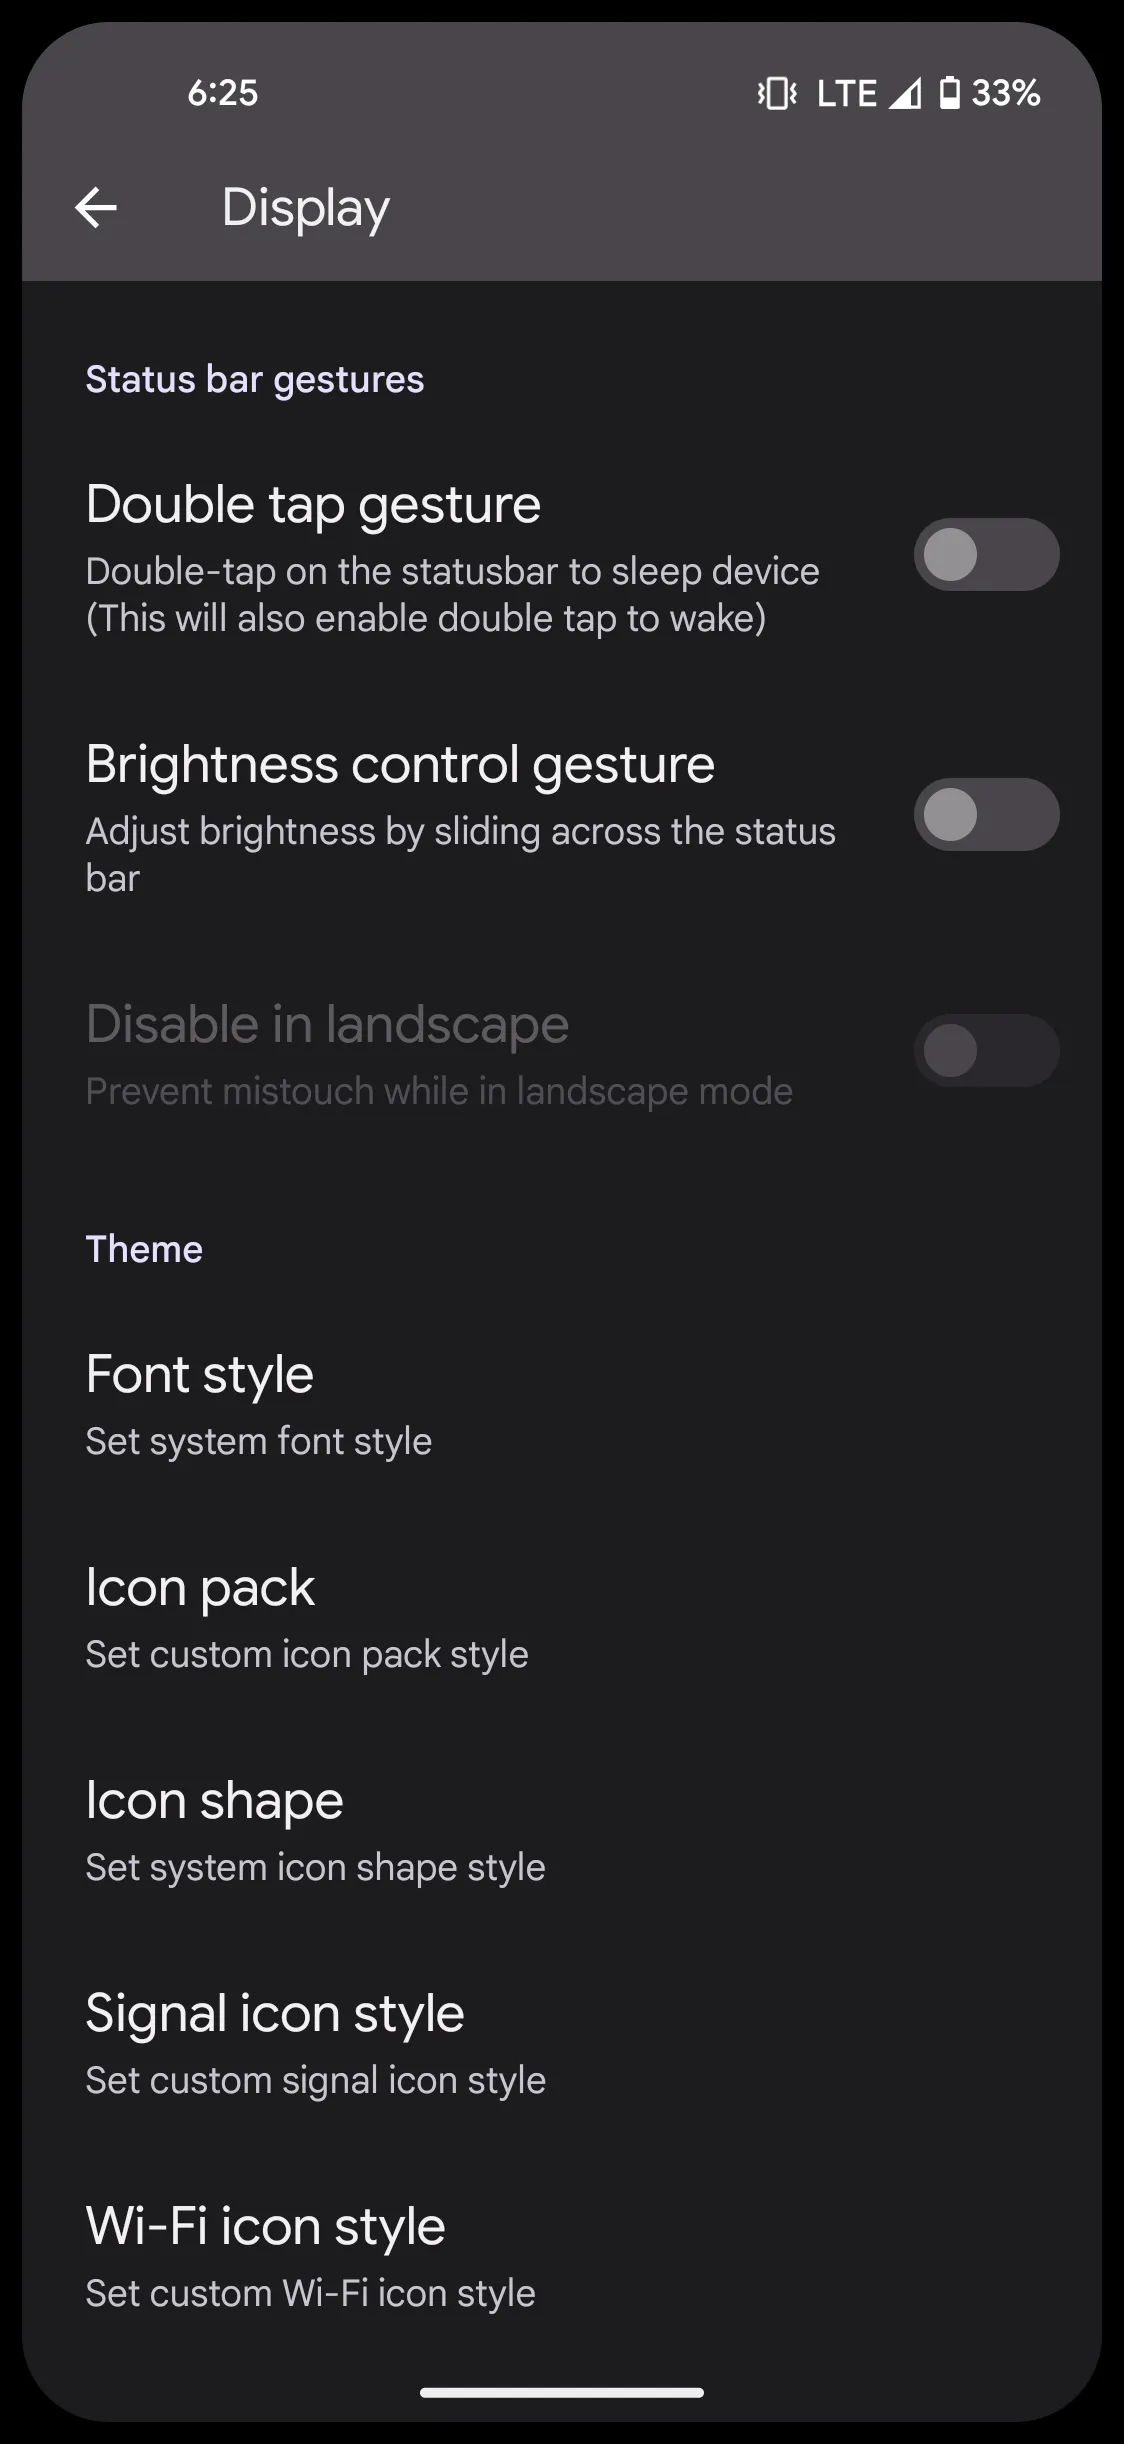 6:25 LTE 33%
Display
Status bar gestures
Double tap gesture
Double-tap on the statusbar to sleep device
(This will also enable double tap to wake)
Brightness control gesture
Adjust brightness by sliding across the status
bar
Disable in landscape
Prevent mistouch while in landscape mode
Theme
Font style
Set system font style
Icon pack
Set custom icon pack style
Icon shape
Set system icon shape style
Signal icon style
Set custom signal icon style
Wi-Fi icon style
Set custom Wi-Fi icon style